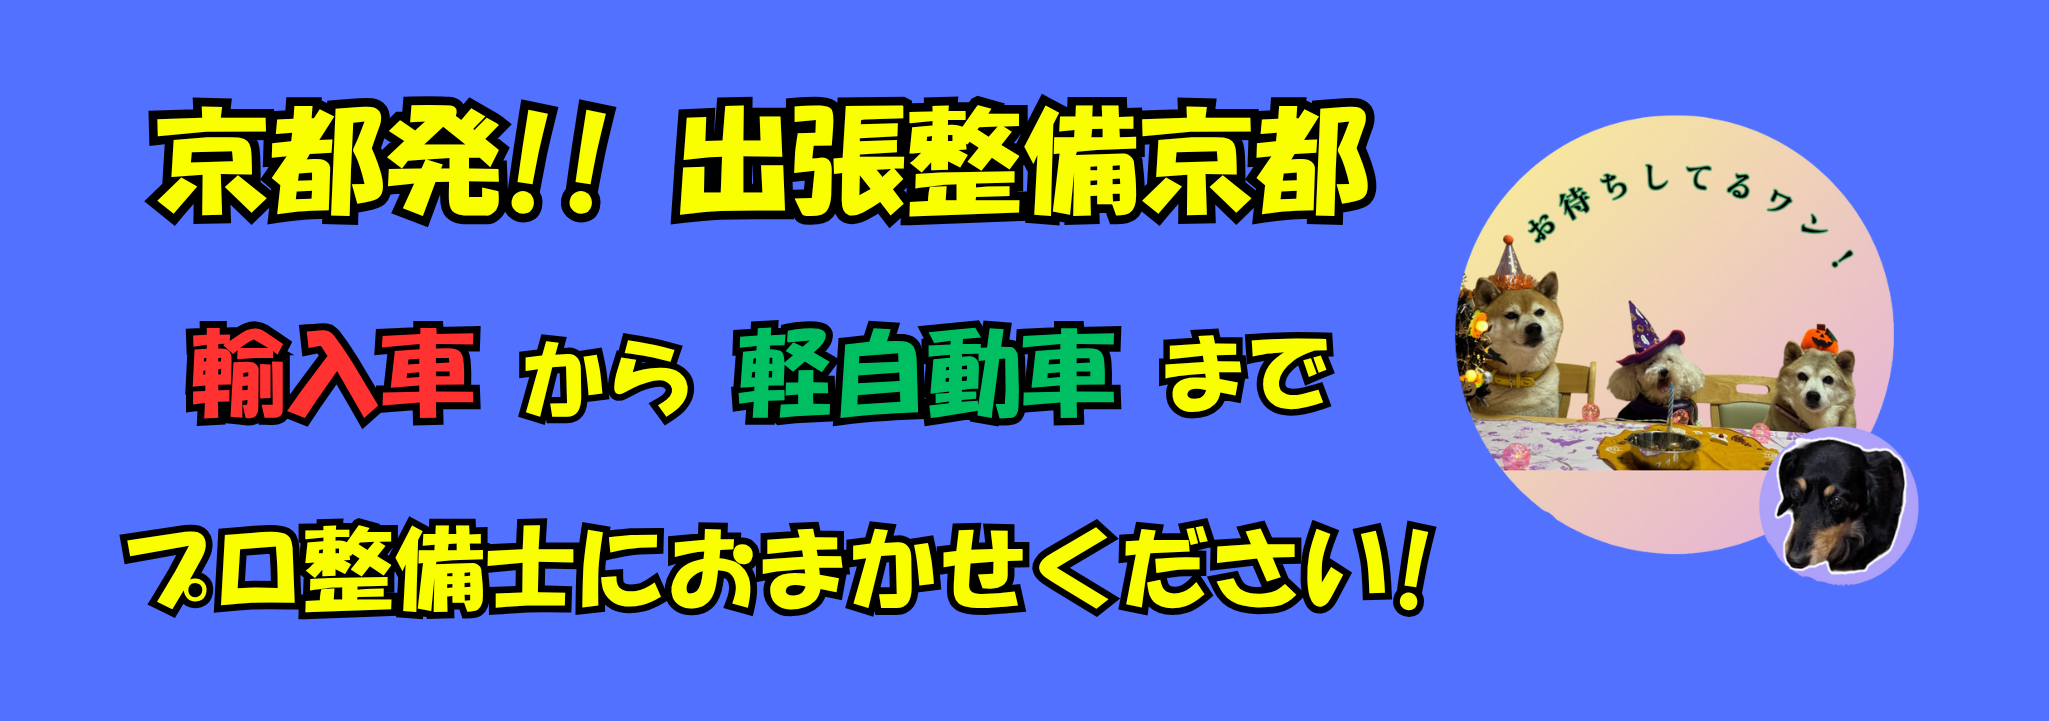 京都発!! 出張整備京都
輸入車 から 軽自動車 まで
プロ整備士におまかせください!
お待ちしてるワン!